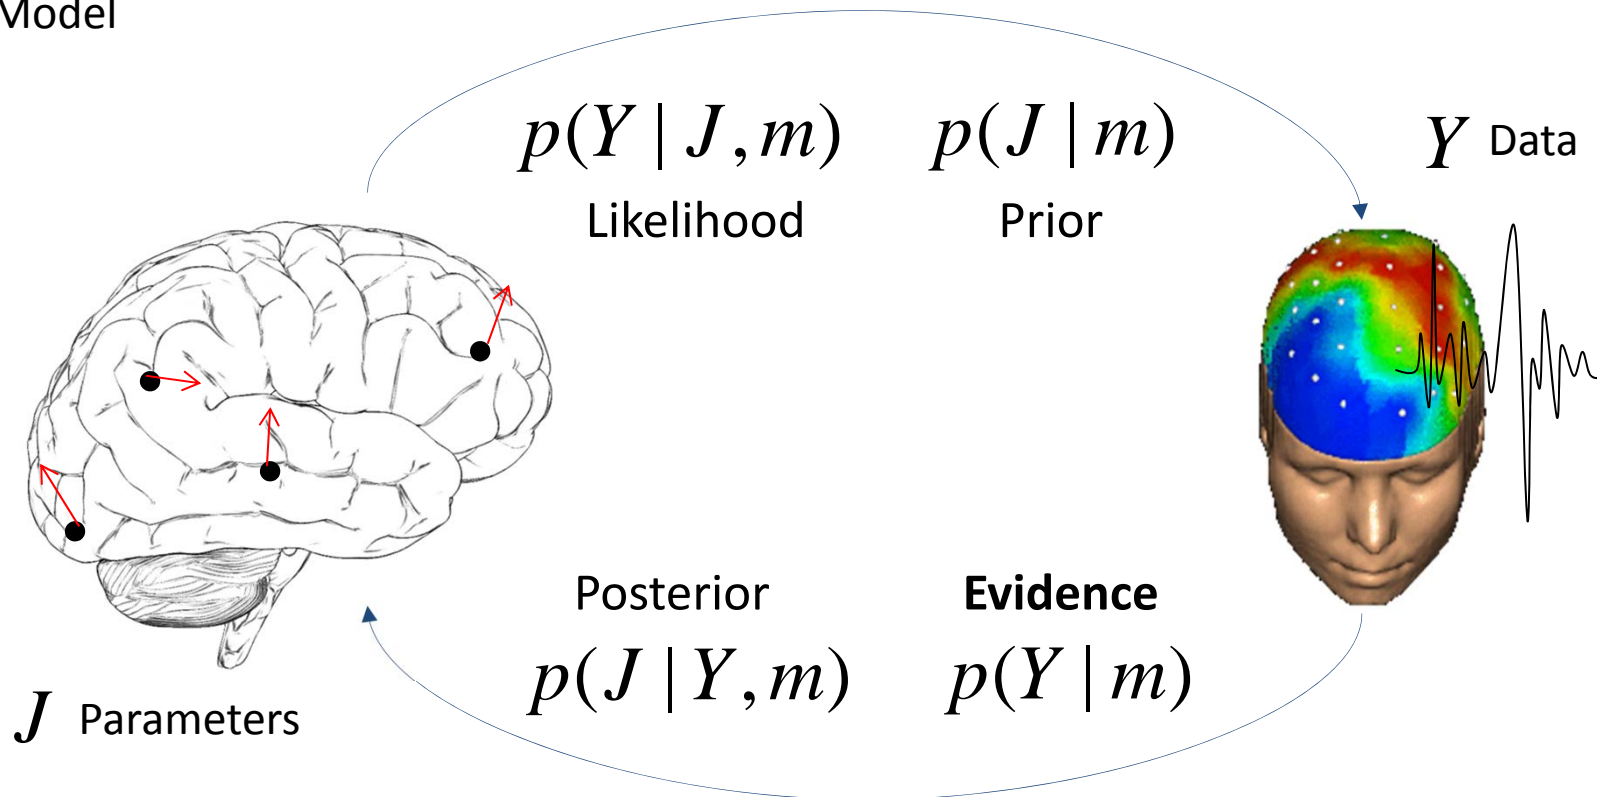 Model
p(Y | J, m) p(J | m)
Y Data
Likelihood Prior
Posterior Evidence
p(J | Y, m) p(Y | m)
J Parameters